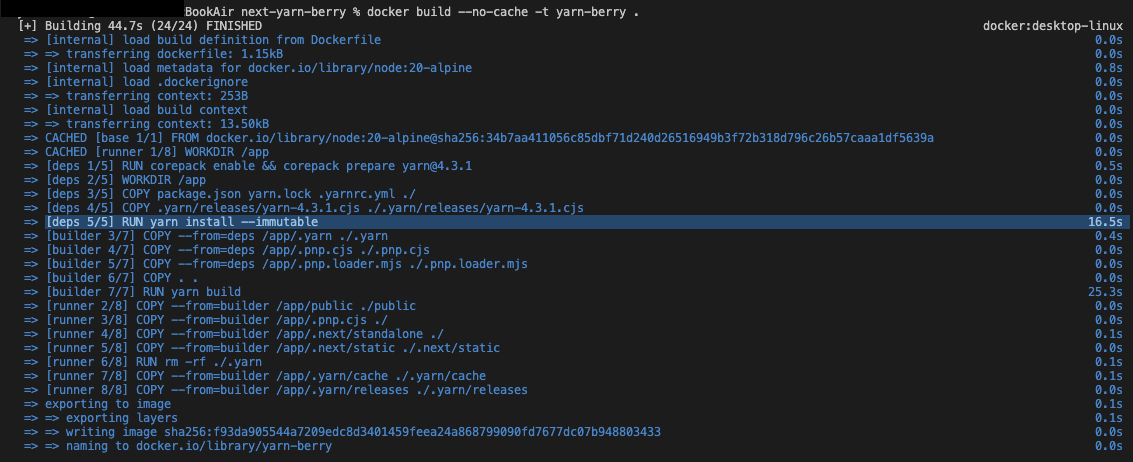 BookAir next-yarn-berry % docker build --no-cache -t yarn-berry .
[+] Building 44.7s (24/24) FINISHED docker:desktop-linux
=> [internal] load build definition from Dockerfile 0.0s
=> => transferring dockerfile: 1.15kB 0.0s
=> [internal] load metadata for docker.io/library/node:20-alpine 0.8s
=> [internal] load .dockerignore 0.0s
=> => transferring context: 253B 0.0s
=> [internal] load build context 0.0s
=> => transferring context: 13.50kB 0.0s
=> CACHED [base 1/1] FROM docker.io/library/node:20-alpine@sha256:34b7aa411056c85dbf71d240d26516949b3f72b318d796c26b57caaa1df5639a 0.0s
=> CACHED [runner 1/8] WORKDIR /app 0.0s
=> [deps 1/5] RUN corepack enable && corepack prepare yarn@4.3.1 0.5s
=> [deps 2/5] WORKDIR /app 0.0s
=> [deps 3/5] COPY package.json yarn.lock .yarnrc.yml ./ 0.0s
=> [deps 4/5] COPY .yarn/releases/yarn-4.3.1.cjs ./.yarn/releases/yarn-4.3.1.cjs 0.0s
=> [deps 5/5] RUN yarn install --immutable 16.5s
=> [builder 3/7] COPY --from=deps /app/.yarn ./.yarn 0.4s
=> [builder 4/7] COPY --from=deps /app/.pnp.cjs ./.pnp.cjs 0.0s
=> [builder 5/7] COPY --from=deps /app/.pnp.loader.mjs ./.pnp.loader.mjs 0.0s
=> [builder 6/7] COPY . . 0.0s
=> [builder 7/7] RUN yarn build 25.3s
=> [runner 2/8] COPY --from=builder /app/public ./public 0.0s
=> [runner 3/8] COPY --from=builder /app/.pnp.cjs ./ 0.0s
=> [runner 4/8] COPY --from=builder /app/.next/standalone ./ 0.1s
=> [runner 5/8] COPY --from=builder /app/.next/static ./.next/static 0.0s
=> [runner 6/8] RUN rm -rf ./.yarn 0.1s
=> [runner 7/8] COPY --from=builder /app/.yarn/cache ./.yarn/cache 0.1s
=> [runner 8/8] COPY --from=builder /app/.yarn/releases ./.yarn/releases 0.1s
=> exporting to image 0.1s
=> => exporting layers 0.1s
=> => writing image sha256:f93da905544a7209edc8d3401459feea24a868799090fd7677dc07b948803433 0.0s
=> => naming to docker.io/library/yarn-berry 0.0s